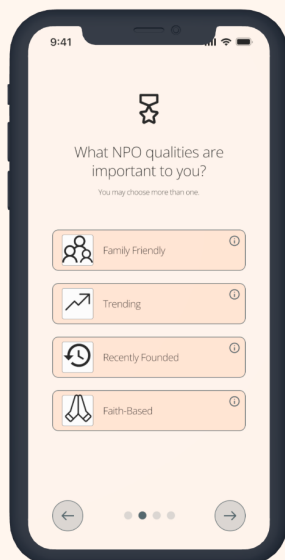 9:41
What NPO qualities are
important to you?
You may choose more than one.
Family Friendly
Trending
Recently Founded
Faith-Based